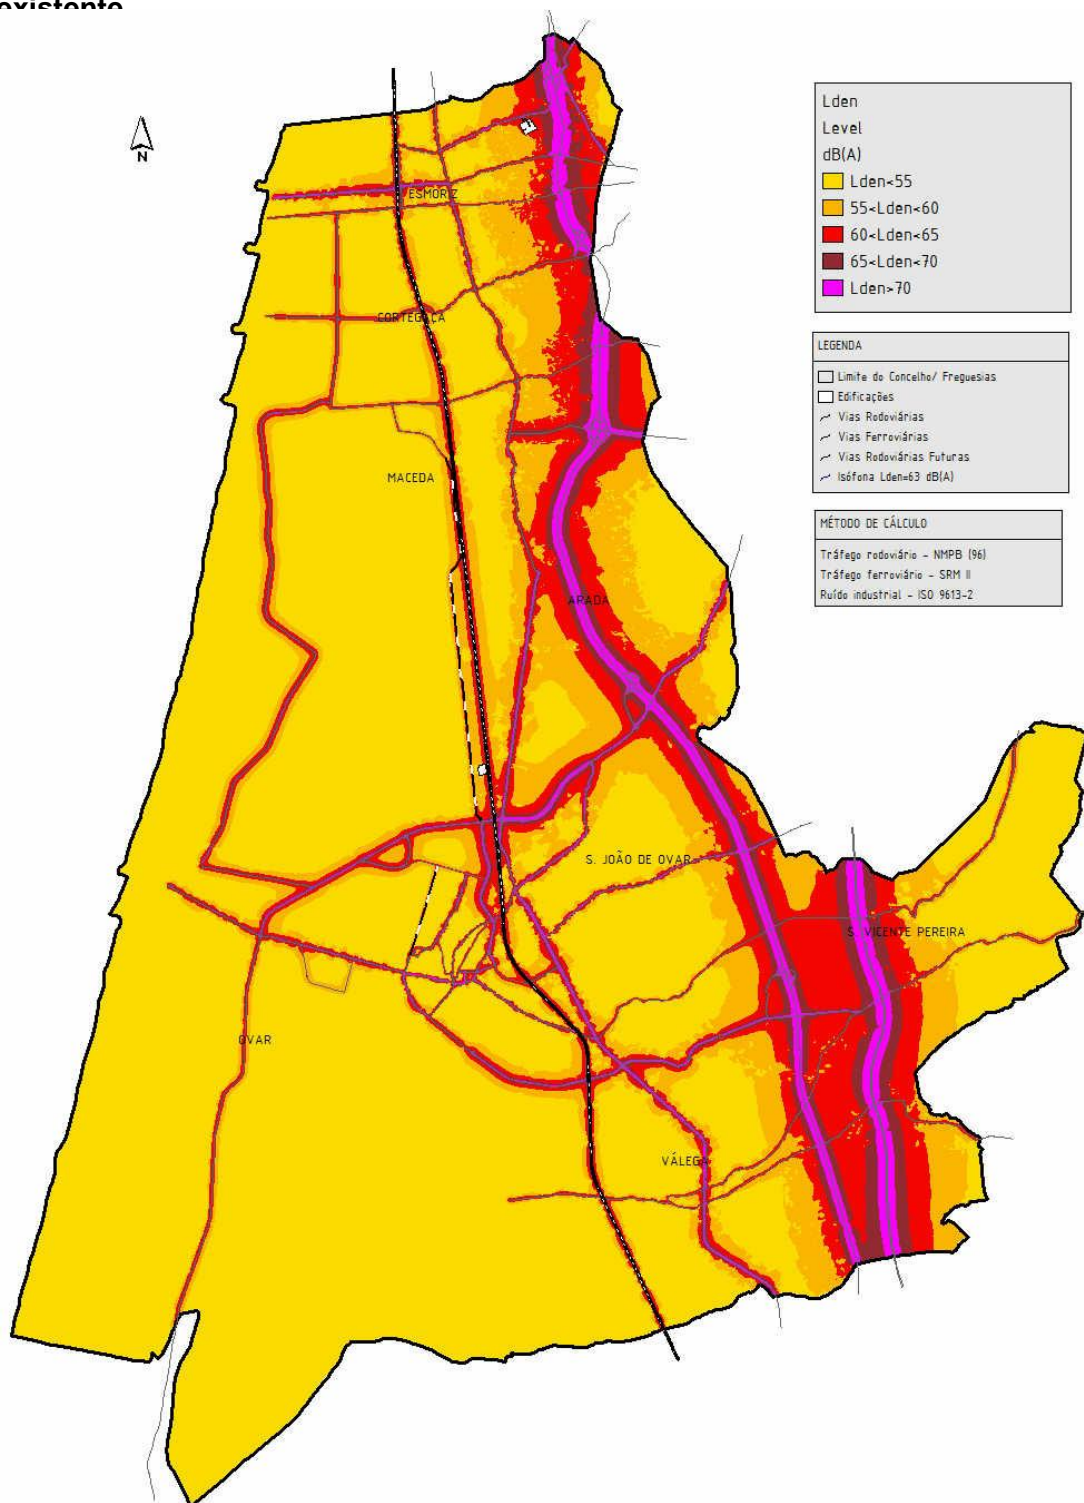 existente
Lden
Level
dB(A)
Lden<55
55<Lden<60
60<Lden<65
65<Lden<70
Lden>70
LEGENDA
Limite do Concelho/ Freguesias
Edificações
Vias Rodoviárias
Vias Ferroviárias
Vias Rodoviárias Futuras
Isófona Lden=63 dB(A)
MÉTODO DE CÁLCULO
Tráfego rodoviário - NMPB (96)
Tráfego ferroviário - SRM II
Ruído industrial - ISO 9613-2
N
ESMORIZ
CORTEGAÇA
MACEDA
ARADA
S. JOÃO DE OVAR
S. VICENTE PEREIRA
OVAR
VÁLEGA